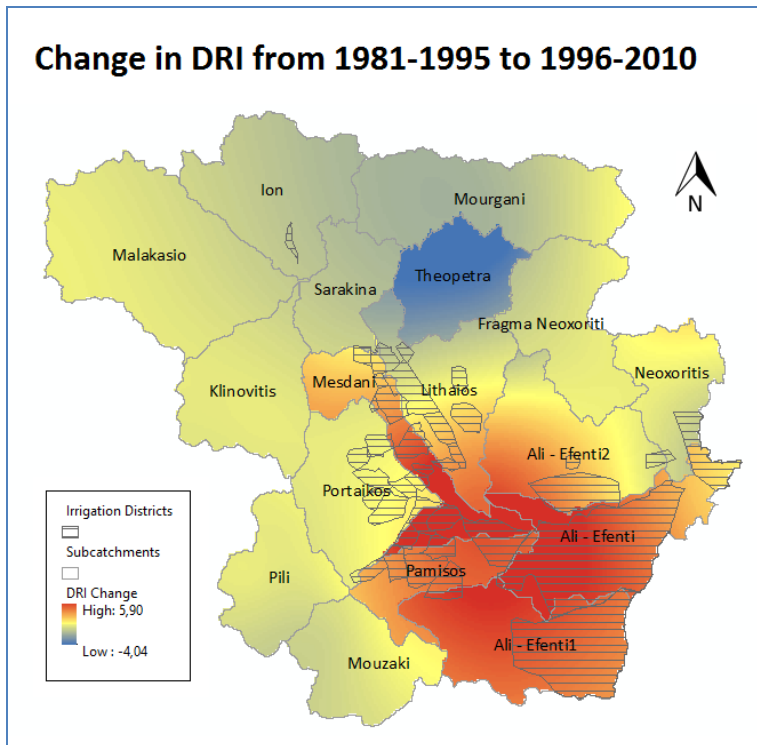 Change in DRI from 1981-1995 to 1996-2010
N
Ion
Mourgani
Malakasio
Theopetra
Sarakina
Fragma Neoxoriti
Neoxoritis
Mesdani
Klinovitis
Lithaios
Ali - Efenti2
Portaikos
Ali - Efenti
Pamisos
Pili
Ali - Efenti1
Mouzaki
Irrigation Districts
Subcatchments
DRI Change
High: 5,90
Low : -4,04